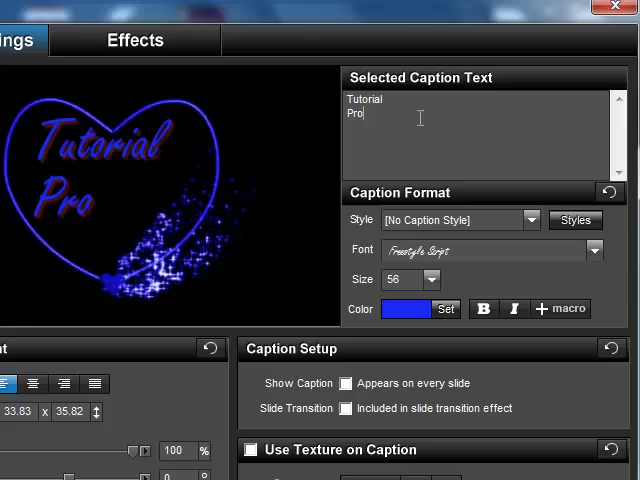 ings
Effects
Selected Caption Text
Tutorial
Pro
Tutorial
Pro
Caption Format
Style
[No Caption Style]
Styles
Font
Freestyle Script
Size
56
Color
Set
B
I
+ macro
nt
Caption Setup
Show Caption
Appears on every slide
33.83 x 35.82
Slide Transition
Included in slide transition effect
100 %
Use Texture on Caption
0 °